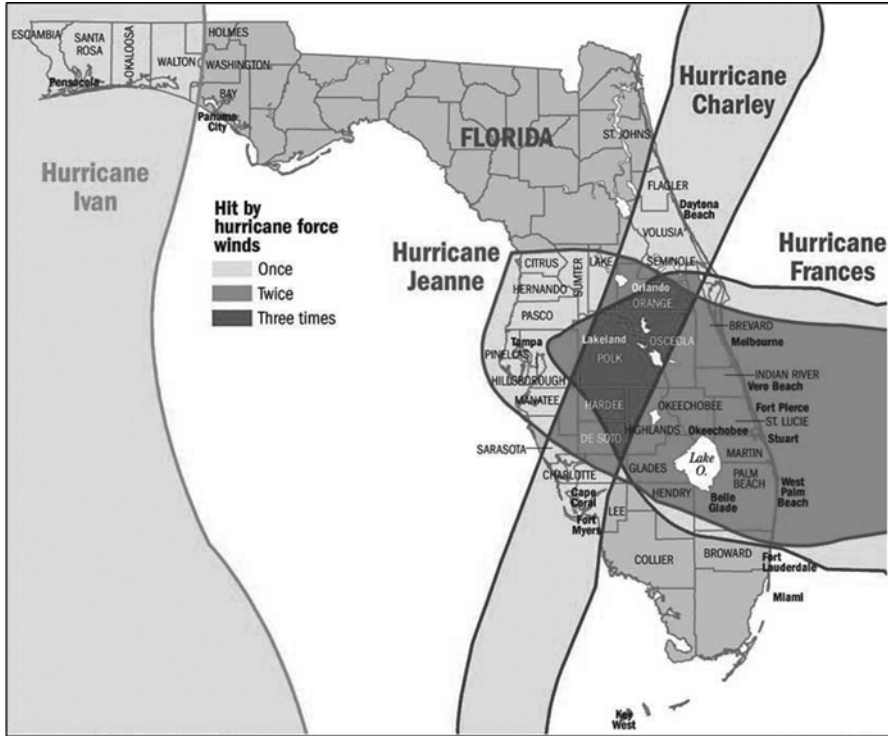 ESCAMBIA
SANTA
ROSA
OKALOOSA
WALTON
HOLMES
WASHINGTON
BAY
Pensacola
Panama
City
FLORIDA
ST. JOHNS
Hurricane
Charley
Hurricane
Ivan
Hit by
hurricane force
winds
Once
Twice
Three times
FLAGLER
Daytona
Beach
VOLUSIA
Hurricane
Jeanne
Hurricane
Frances
CITRUS
SUMTER
LAKE
SEMINOLE
HERNANDO
Orlando
ORANGE
PASCO
BREVARD
Melbourne
Tampa
Lakeland
OSCEOLA
PINELLAS
POLK
HILLSBOROUGH
INDIAN RIVER
Vero Beach
MANATEE
HARDEE
OKEECHOBEE
Fort Pierce
ST. LUCIE
HIGHLANDS
Okeechobee
Stuart
DE SOTO
SARASOTA
Lake
O.
MARTIN
CHARLOTTE
GLADES
PALM
BEACH
West
Palm
Beach
Cape
Coral
HENDRY
Belle
Glade
Fort
Myers
LEE
COLLIER
BROWARD
Fort
Lauderdale
Miami
Key
West